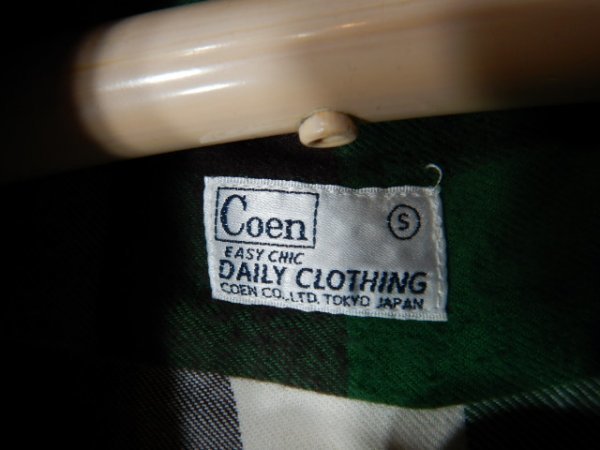 Coen
S
EASY CHIC
DAILY CLOTHING
COEN CO., LTD. TOKYO JAPAN